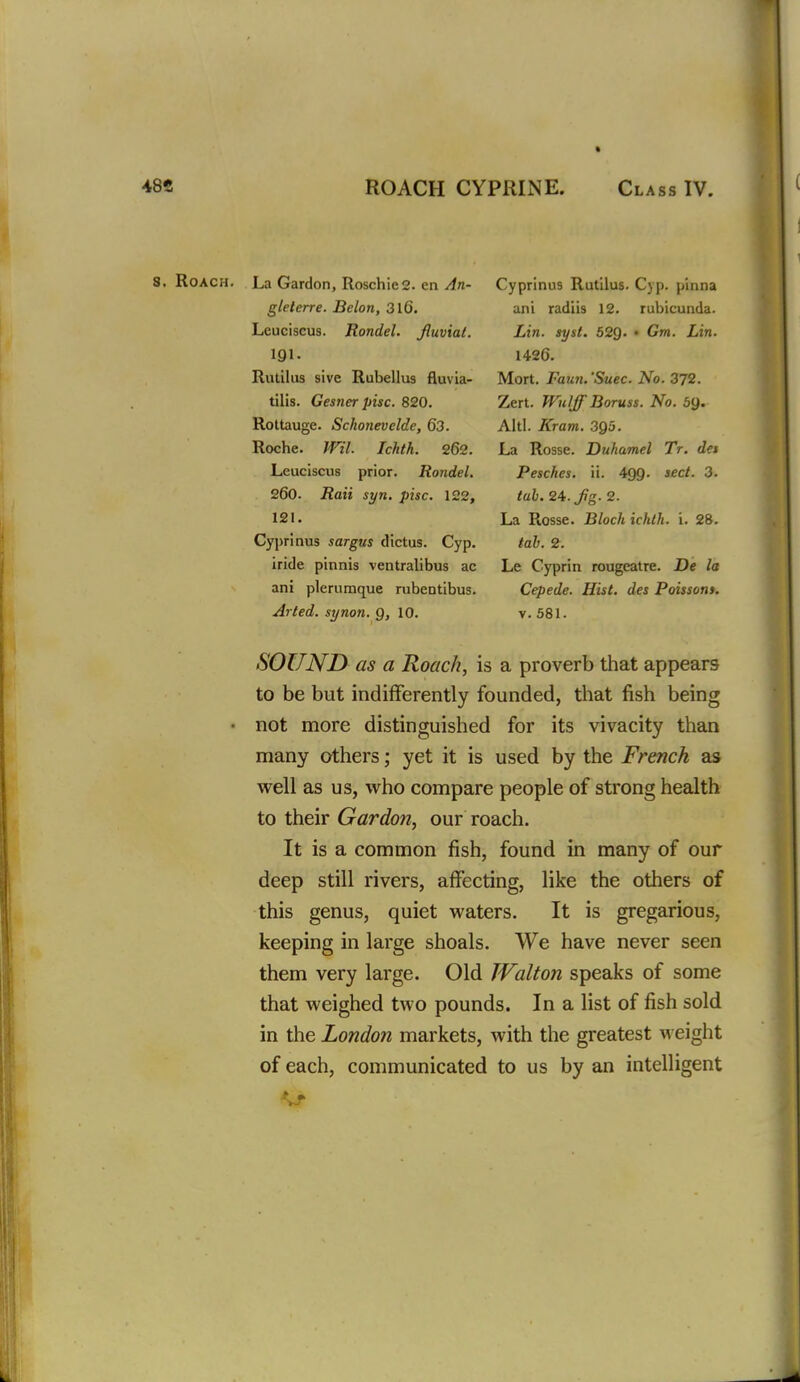 482 ROACH CYPRINE. Class IV.
8. Roach. La Gardon, Roschie2. en An-
gleterre. Belon, 316.
Leuciscus. Rondel. fluviat.
191.
Rutilus sive Rubellus fluvia-
tilis. Gesner pisc. 820.
Rottauge. Schonevelde, 63.
Roche. Wil. Ichth. 262.
Leuciscus prior. Rondel.
260. Raii syn. pisc. 122,
121.
Cyprinus sargus dictus. Cyp.
iride pinnis ventralibus ac
ani plerumque rubentibus.
Arted. synon. 9, 10.
Cyprinus Rutilus. Cyp. pinna
ani radiis 12. rubicunda.
Lin. syst. 529. Gm. Lin.
1426.
Mort. Faun. Suec. No. 372.
Zert. Wulff Boruss. No. 59.
Altl. Kram. 395.
La Rosse. Duhamel Tr. des
Pesches. ii. 499. sect. 3.
tab. 24. fig. 2.
La Rosse. Bloch ichth. i. 28.
tab. 2.
Le Cyprin rougeatre. De la
Cepede. Hist. des Poissons.
v. 581.
SOUND as a Roach, is a proverb that appears
to be but indifferently founded, that fish being
not more distinguished for its vivacity than
many others; yet it is used by the French as
well as us, who compare people of strong health
to their Gardon, our roach.
It is a common fish, found in many of our
deep still rivers, affecting, like the others of
this genus, quiet waters. It is gregarious,
keeping in large shoals. We have never seen
them very large. Old Walton speaks of some
that weighed two pounds. In a list of fish sold
in the London markets, with the greatest weight
of each, communicated to us by an intelligent